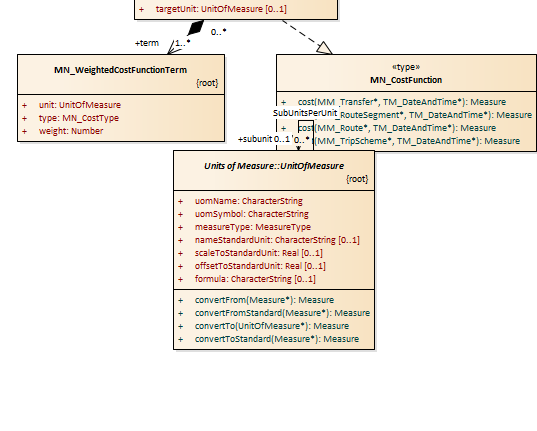 + targetUnit: UnitOfMeasure [0..1]
0..*
+term 1..*
MN_WeightedCostFunctionTerm
{root}
+ unit: UnitOfMeasure
+ type: MN_CostType
+ weight: Number
«type»
MN_CostFunction
+ cost(MM_Transfer*, TM_DateAndTime*): Measure
SubUnitsPerUnit
RouteSegment*, TM_DateAndTime*): Measure
+ cost(MM_Route*, TM_DateAndTime*): Measure
(MM_TripScheme*, TM_DateAndTime*): Measure
+subunit 0..1 0..*
Units of Measure::UnitOfMeasure
{root}
+ uomName: CharacterString
+ uomSymbol: CharacterString
+ measureType: MeasureType
+ nameStandardUnit: CharacterString [0..1]
+ scaleToStandardUnit: Real [0..1]
+ offsetToStandardUnit: Real [0..1]
+ formula: CharacterString [0..1]
+ convertFrom(Measure*): Measure
+ convertFromStandard(Measure*): Measure
+ convertTo(UnitOfMeasure*): Measure
+ convertToStandard(Measure*): Measure